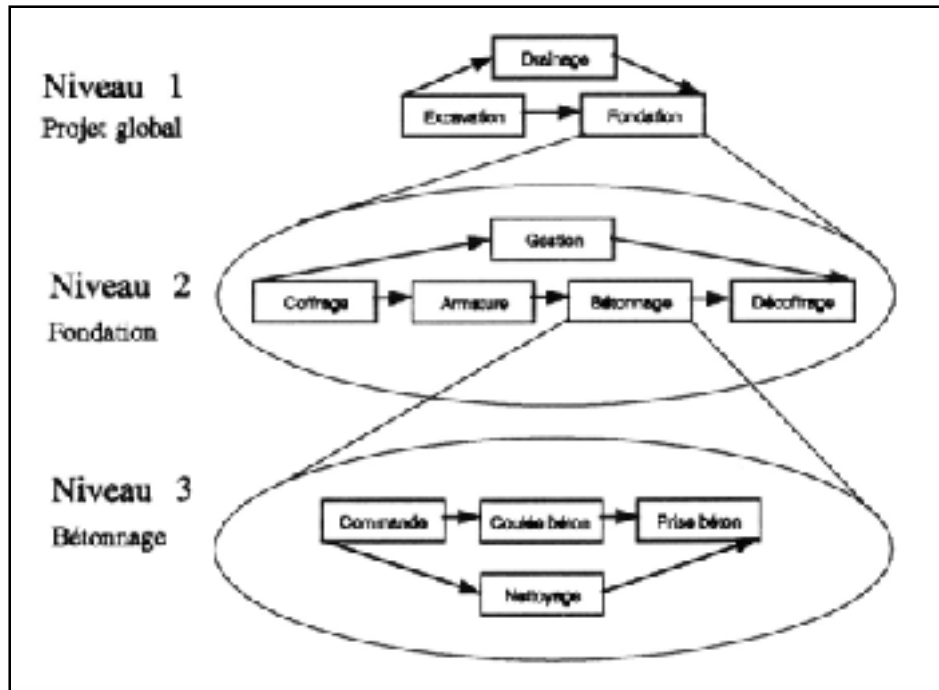 Niveau 1
Projet global
Drainage
Excavation
Fondation
Niveau 2
Fondation
Gestion
Coffrage
Armature
Bétonnage
Décoffrage
Niveau 3
Bétonnage
Commande
Coulée béton
Prise béton
Nettoyage